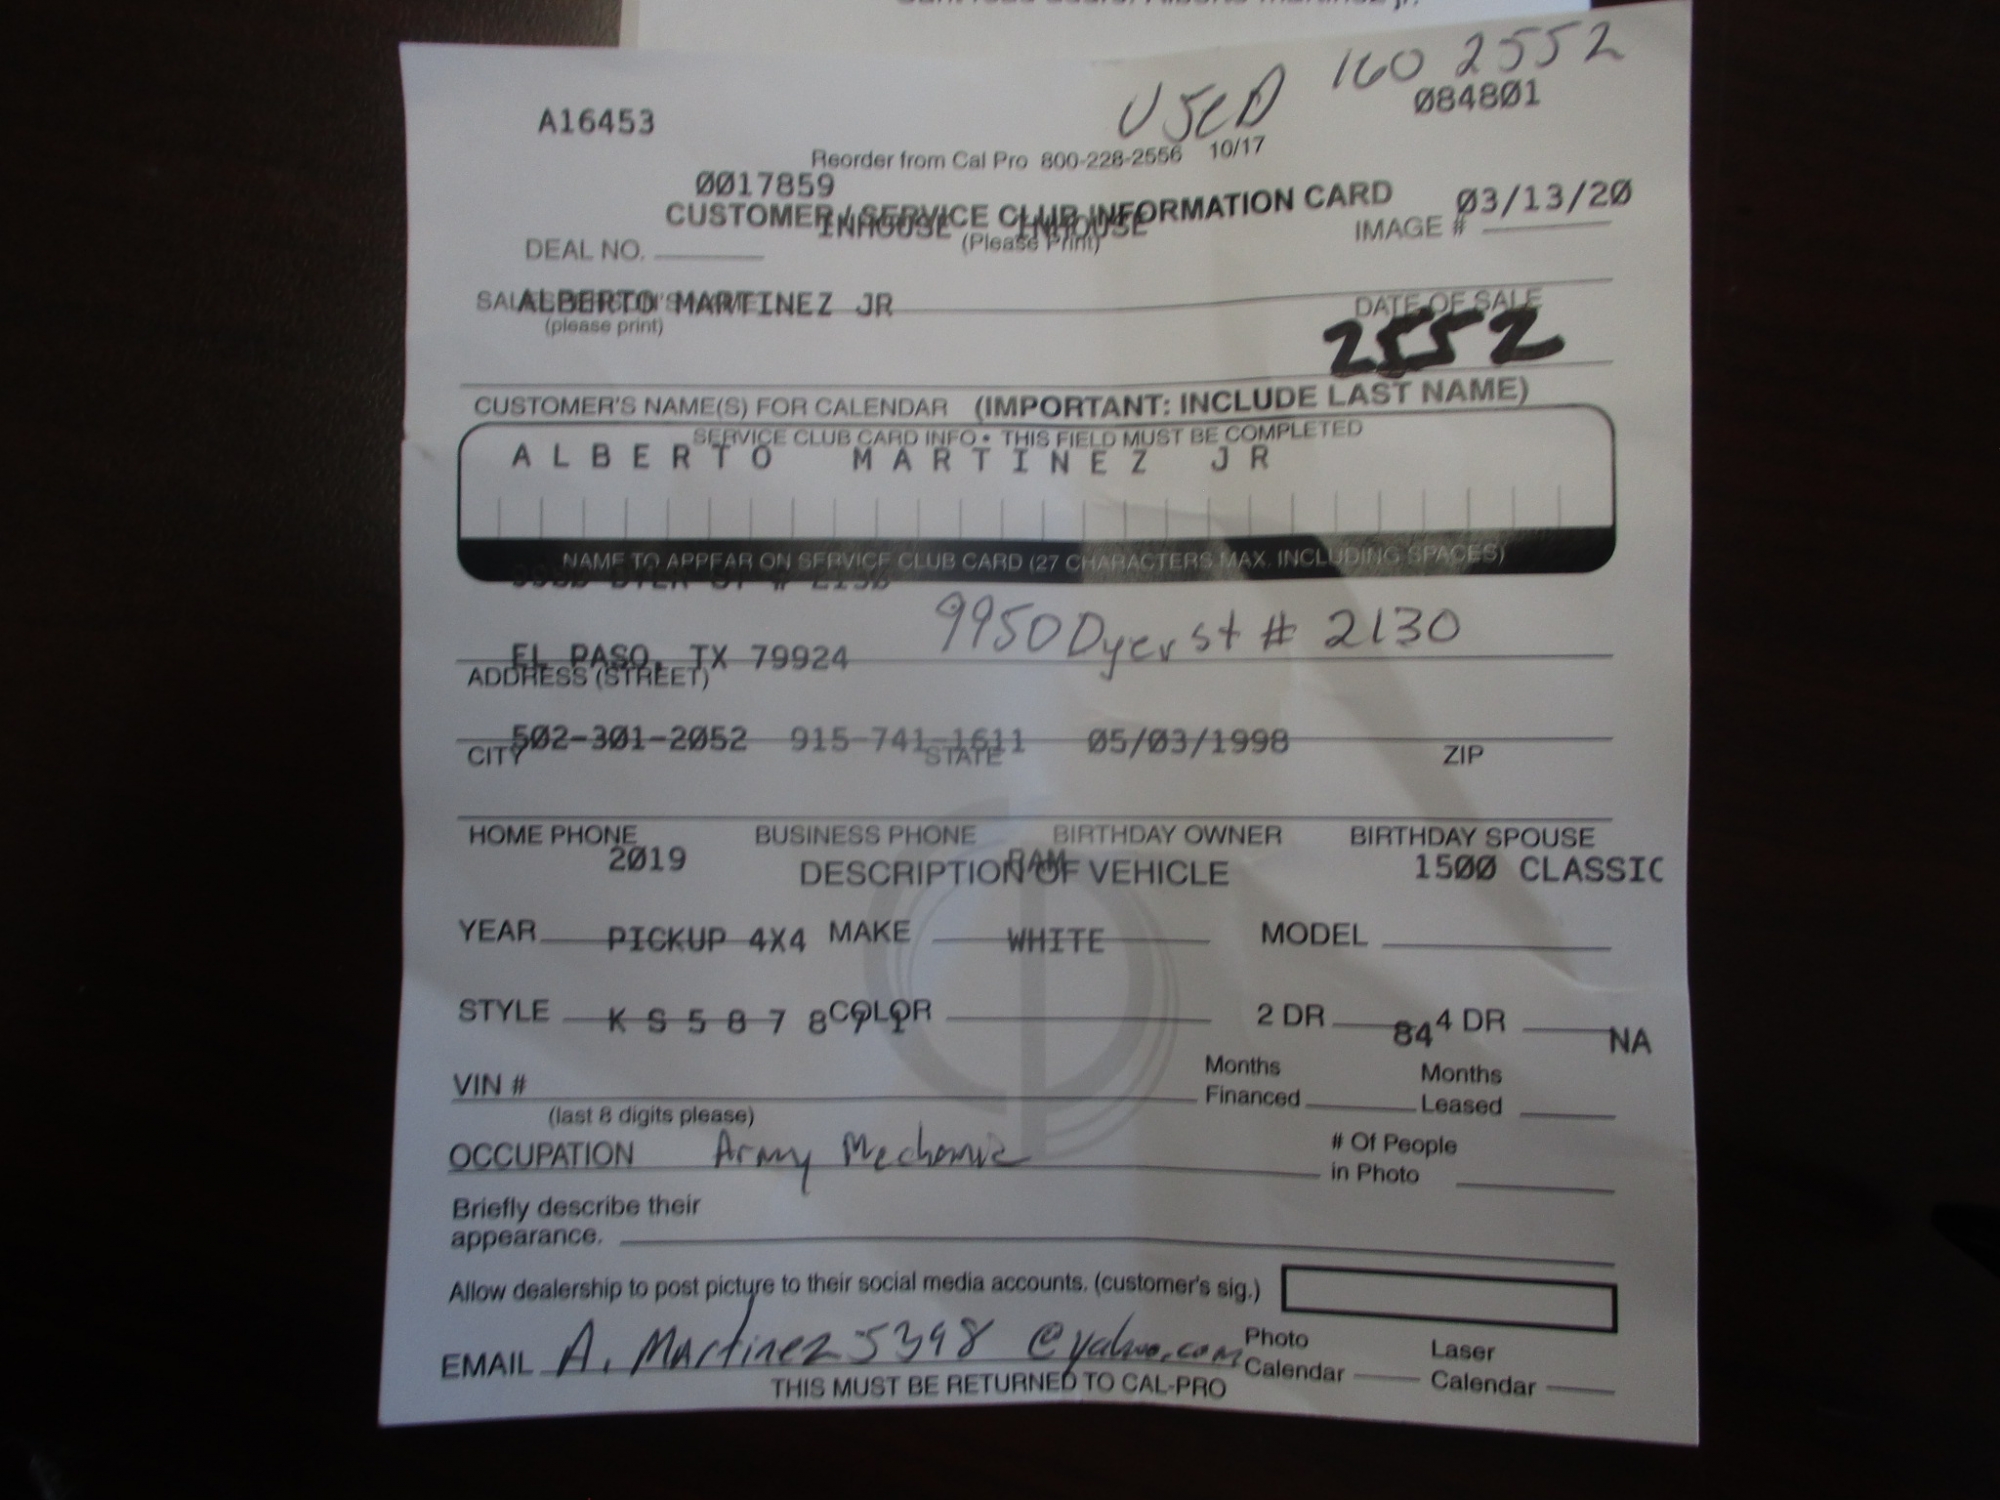 USED 160 2552
A16453 084801
Reorder from Cal Pro 800-228-2556 10/17
0017859 03/13/20
CUSTOMER / SERVICE CLUB INFORMATION CARD
INHOUSE INHOUSE
(Please Print)
DEAL NO. IMAGE #
ALBERTO MARTINEZ JR
(please print)
DATE OF SALE
2552
CUSTOMER'S NAME(S) FOR CALENDAR (IMPORTANT: INCLUDE LAST NAME)
SERVICE CLUB CARD INFO • THIS FIELD MUST BE COMPLETED
ALBERTO MARTINEZ JR
NAME TO APPEAR ON SERVICE CLUB CARD (27 CHARACTERS MAX. INCLUDING SPACES)
9950 Dyer st # 2130
EL PASO, TX 79924
ADDRESS (STREET)
502-301-2052 915-741-1611 05/03/1998
CITY STATE ZIP
HOME PHONE BUSINESS PHONE BIRTHDAY OWNER BIRTHDAY SPOUSE
2019 RAM 1500 CLASSIC
DESCRIPTION OF VEHICLE
YEAR MAKE MODEL
PICKUP 4X4 WHITE
STYLE COLOR 2 DR 4 DR
84 NA
VIN # Months Financed Months Leased
(last 8 digits please)
OCCUPATION Army Mechanic # Of People in Photo
Briefly describe their
appearance.
Allow dealership to post picture to their social media accounts. (customer's sig.)
EMAIL A.Martinez5398@yahoo.com Photo Calendar Laser Calendar
THIS MUST BE RETURNED TO CAL-PRO